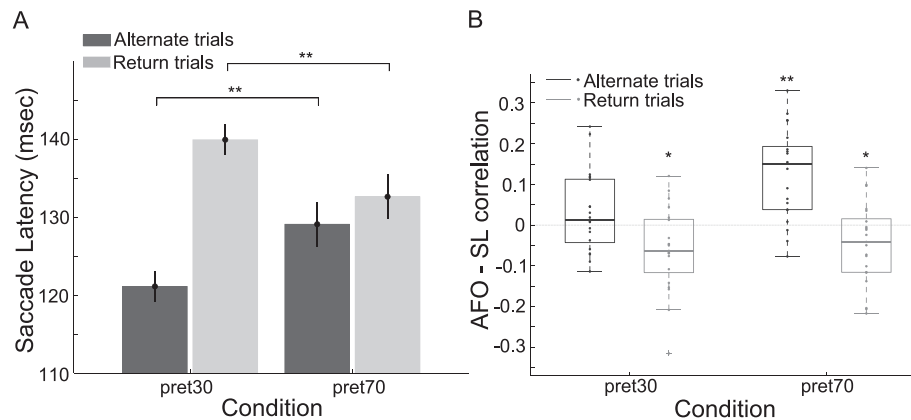 A
Alternate trials
Return trials
**
**
Saccade Latency (msec)
140
130
120
110
pret30
pret70
Condition
B
Alternate trials
Return trials
**
*
*
AFO - SL correlation
0.3
0.2
0.1
0
-0.1
-0.2
-0.3
pret30
pret70
Condition